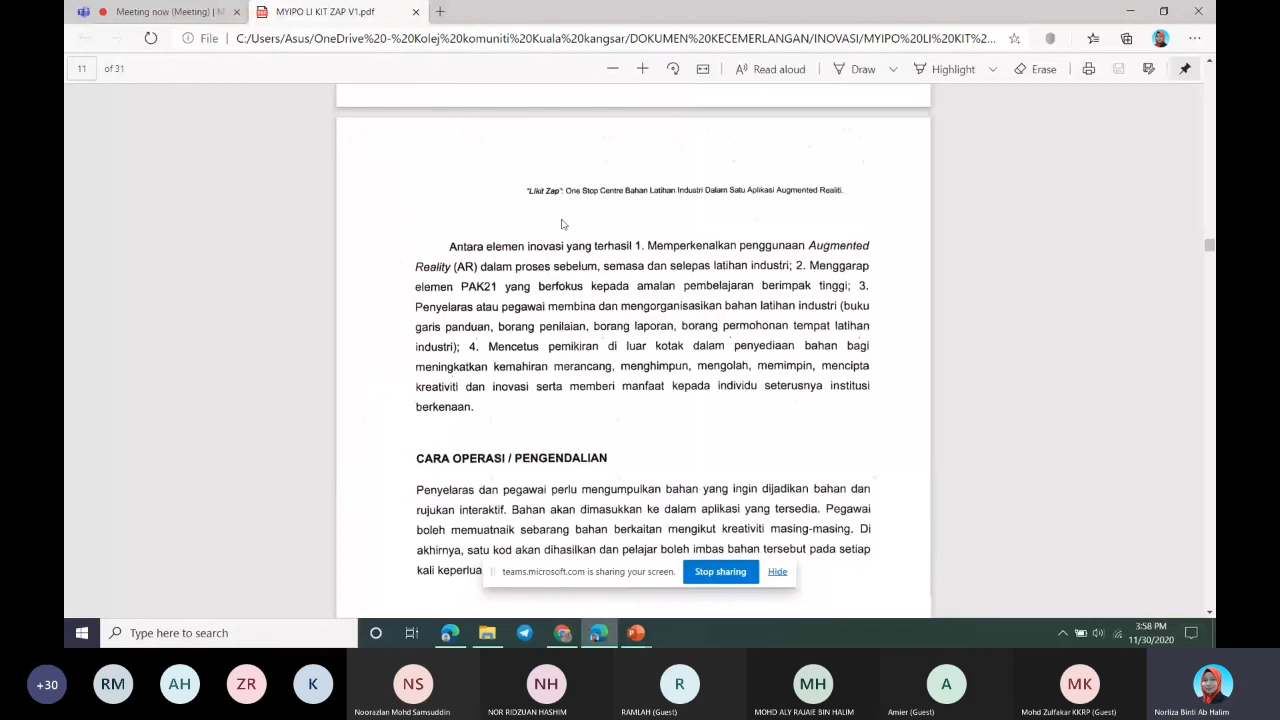 Meeting now (Meeting) | M
MYIPO LI KIT ZAP V1.pdf
File
C:/Users/Asus/OneDrive%20-%20Kolej%20komuniti%20Kuala%20kangsar/DOKUMEN%20KECEMERLANGAN/INOVASI/MYIPO%20LI%20KIT%...
11 of 31
Read aloud
Draw
Highlight
Erase
"Likit Zap": One Stop Centre Bahan Latihan Industri Dalam Satu Aplikasi Augmented Realiti.
Antara elemen inovasi yang terhasil 1. Memperkenalkan penggunaan Augmented
Reality (AR) dalam proses sebelum, semasa dan selepas latihan industri; 2. Menggarap
elemen PAK21 yang berfokus kepada amalan pembelajaran berimpak tinggi; 3.
Penyelaras atau pegawai membina dan mengorganisasikan bahan latihan industri (buku
garis panduan, borang penilaian, borang laporan, borang permohonan tempat latihan
industri); 4. Mencetus pemikiran di luar kotak dalam penyediaan bahan bagi
meningkatkan kemahiran merancang, menghimpun, mengolah, memimpin, mencipta
kreativiti dan inovasi serta memberi manfaat kepada individu seterusnya institusi
berkenaan.
CARA OPERASI / PENGENDALIAN
Penyelaras dan pegawai perlu mengumpulkan bahan yang ingin dijadikan bahan dan
rujukan interaktif. Bahan akan dimasukkan ke dalam aplikasi yang tersedia. Pegawai
boleh memuatnaik sebarang bahan berkaitan mengikut kreativiti masing-masing. Di
akhirnya, satu kod akan dihasilkan dan pelajar boleh imbas bahan tersebut pada setiap
kali keperlua
teams.microsoft.com is sharing your screen.
Stop sharing
Hide
Type here to search
3:58 PM
11/30/2020
+30
RM
AH
ZR
K
NS
NH
R
MH
A
MK
Noorazlan Mohd Samsuddin
NOR RIDZUAN HASHIM
RAMLAH (Guest)
MOHD ALY RAJAIE BIN HALIM
Amier (Guest)
Mohd Zulfakar KKRP (Guest)
Norliza Binti Ab Halim